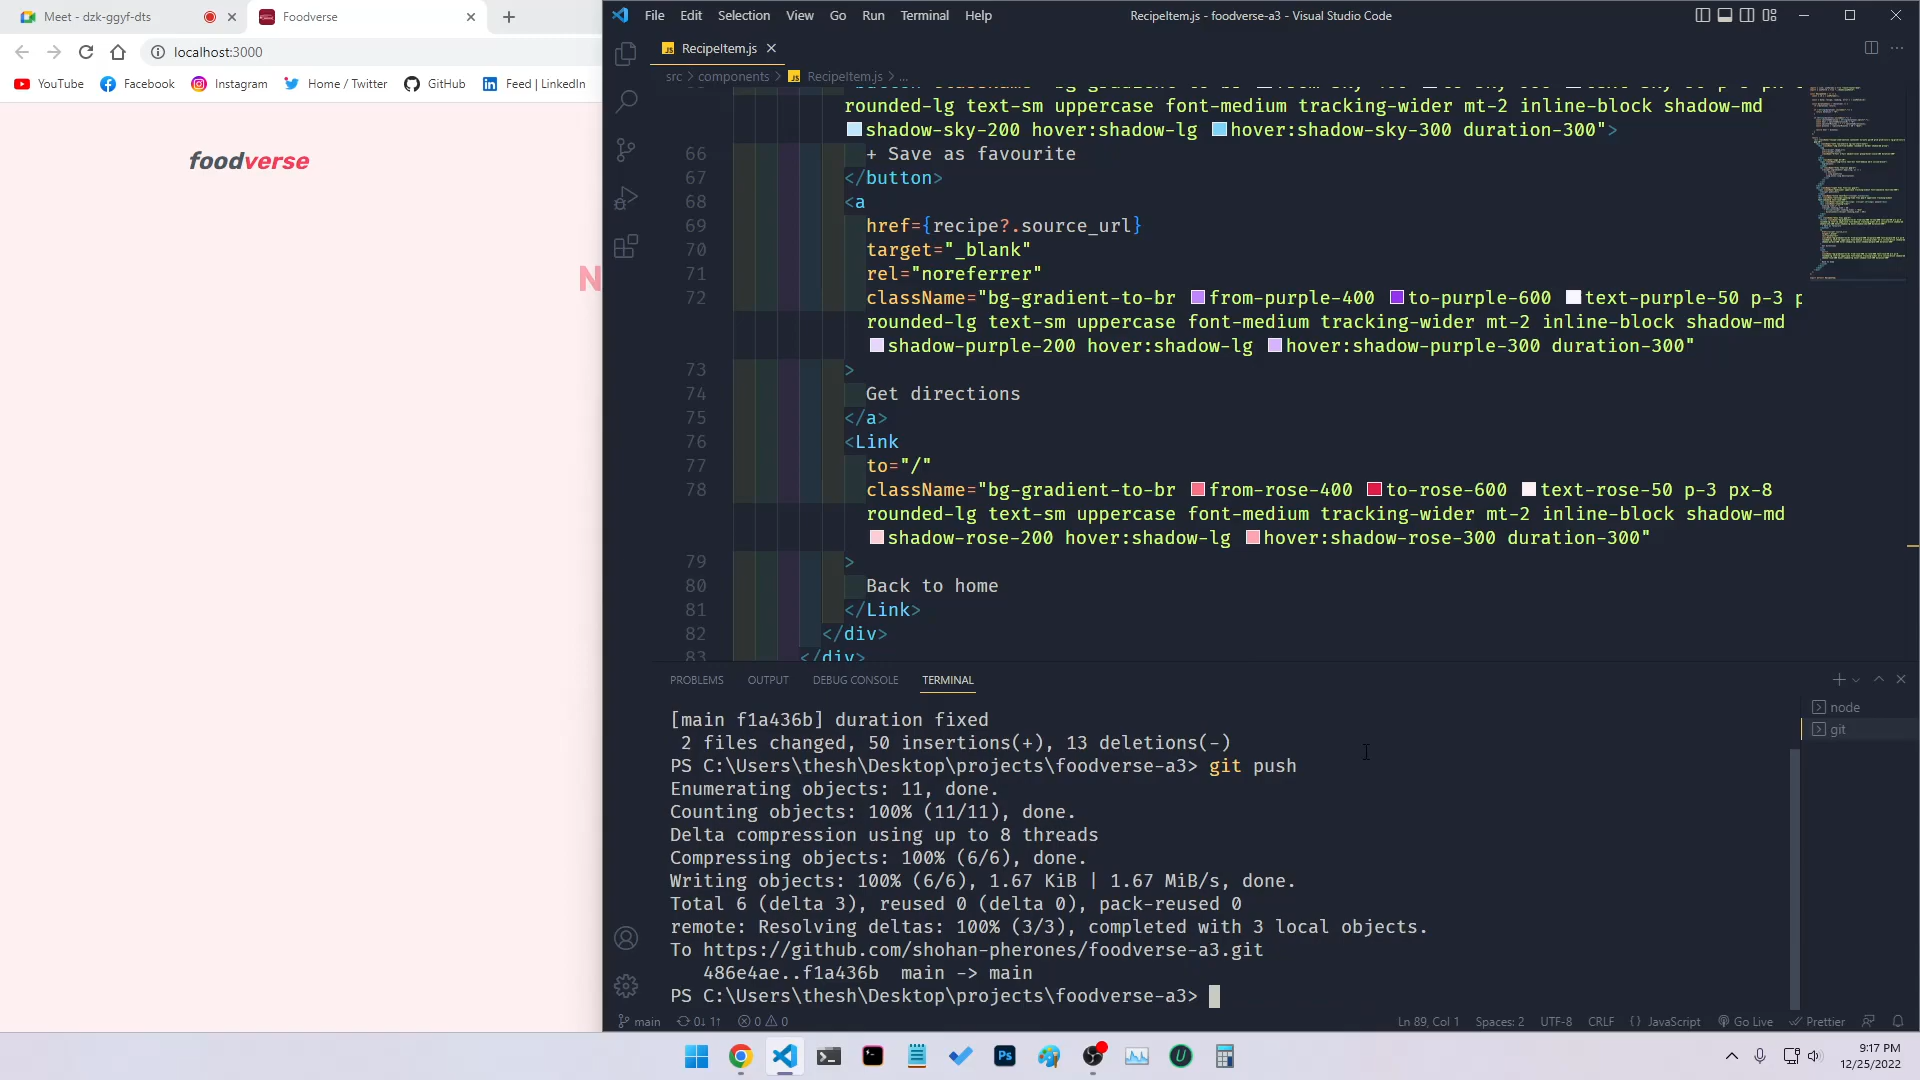 Meet - dzk-ggyf-dts
Foodverse
localhost:3000
YouTube Facebook Instagram Home / Twitter GitHub Feed | LinkedIn
foodverse
N
File Edit Selection View Go Run Terminal Help
RecipeItem.js - foodverse-a3 - Visual Studio Code
RecipeItem.js
src > components > RecipeItem.js > ...
rounded-lg text-sm uppercase font-medium tracking-wider mt-2 inline-block shadow-md
shadow-sky-200 hover:shadow-lg hover:shadow-sky-300 duration-300">
66 + Save as favourite
67 </button>
68 <a
69 href={recipe?.source_url}
70 target="_blank"
71 rel="noreferrer"
72 className="bg-gradient-to-br from-purple-400 to-purple-600 text-purple-50 p-3 p
rounded-lg text-sm uppercase font-medium tracking-wider mt-2 inline-block shadow-md
shadow-purple-200 hover:shadow-lg hover:shadow-purple-300 duration-300"
73 >
74 Get directions
75 </a>
76 <Link
77 to="/"
78 className="bg-gradient-to-br from-rose-400 to-rose-600 text-rose-50 p-3 px-8
rounded-lg text-sm uppercase font-medium tracking-wider mt-2 inline-block shadow-md
shadow-rose-200 hover:shadow-lg hover:shadow-rose-300 duration-300"
79 >
80 Back to home
81 </Link>
82 </div>
83 </div>
PROBLEMS OUTPUT DEBUG CONSOLE TERMINAL
node
git
[main f1a436b] duration fixed
2 files changed, 50 insertions(+), 13 deletions(-)
PS C:\Users\thesh\Desktop\projects\foodverse-a3> git push
Enumerating objects: 11, done.
Counting objects: 100% (11/11), done.
Delta compression using up to 8 threads
Compressing objects: 100% (6/6), done.
Writing objects: 100% (6/6), 1.67 KiB | 1.67 MiB/s, done.
Total 6 (delta 3), reused 0 (delta 0), pack-reused 0
remote: Resolving deltas: 100% (3/3), completed with 3 local objects.
To https://github.com/shohan-pherones/foodverse-a3.git
486e4ae..f1a436b main -> main
PS C:\Users\thesh\Desktop\projects\foodverse-a3>
main 0↓ 1↑ 0 0 Ln 89, Col 1 Spaces: 2 UTF-8 CRLF {} JavaScript Go Live Prettier
9:17 PM
12/25/2022